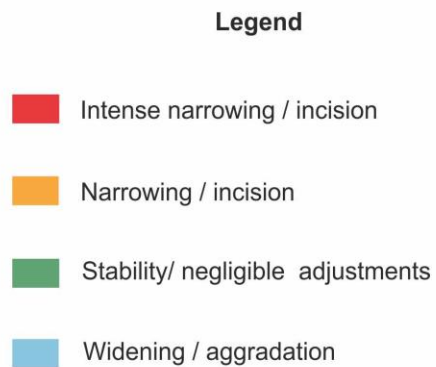 Legend
Intense narrowing / incision
Narrowing / incision
Stability/ negligible adjustments
Widening / aggradation